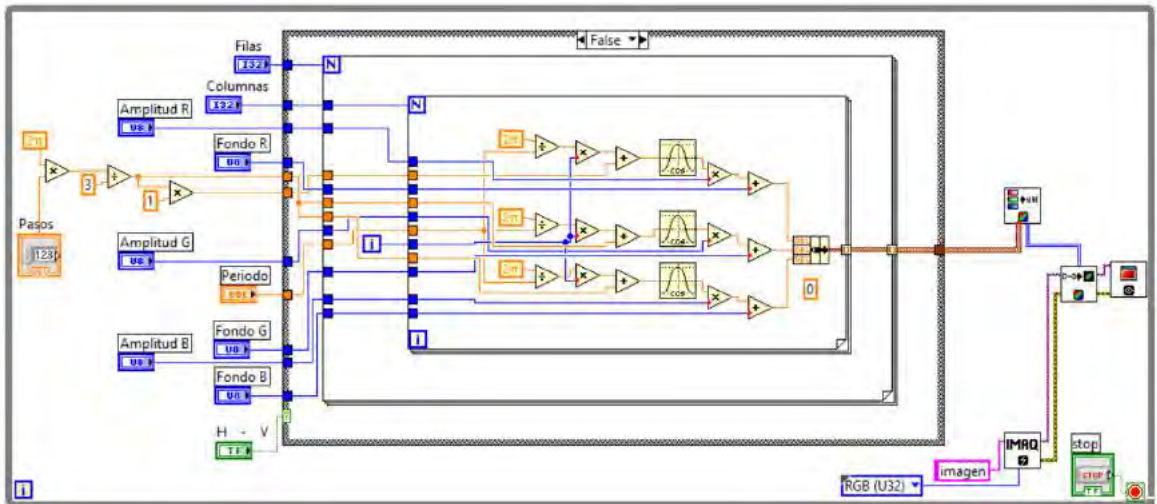 False
Filas
I32
N
Columnas
I32
N
Amplitud R
U8
2π
Fondo R
U8
2π
cos
3
1
Pasos
123
Amplitud G
U8
i
2π
cos
Periodo
2π
cos
0
Fondo G
U8
Amplitud B
U8
i
Fondo B
U8
H - V
TF
IMAQ
stop
STOP
TF
imagen
RGB (U32)
i